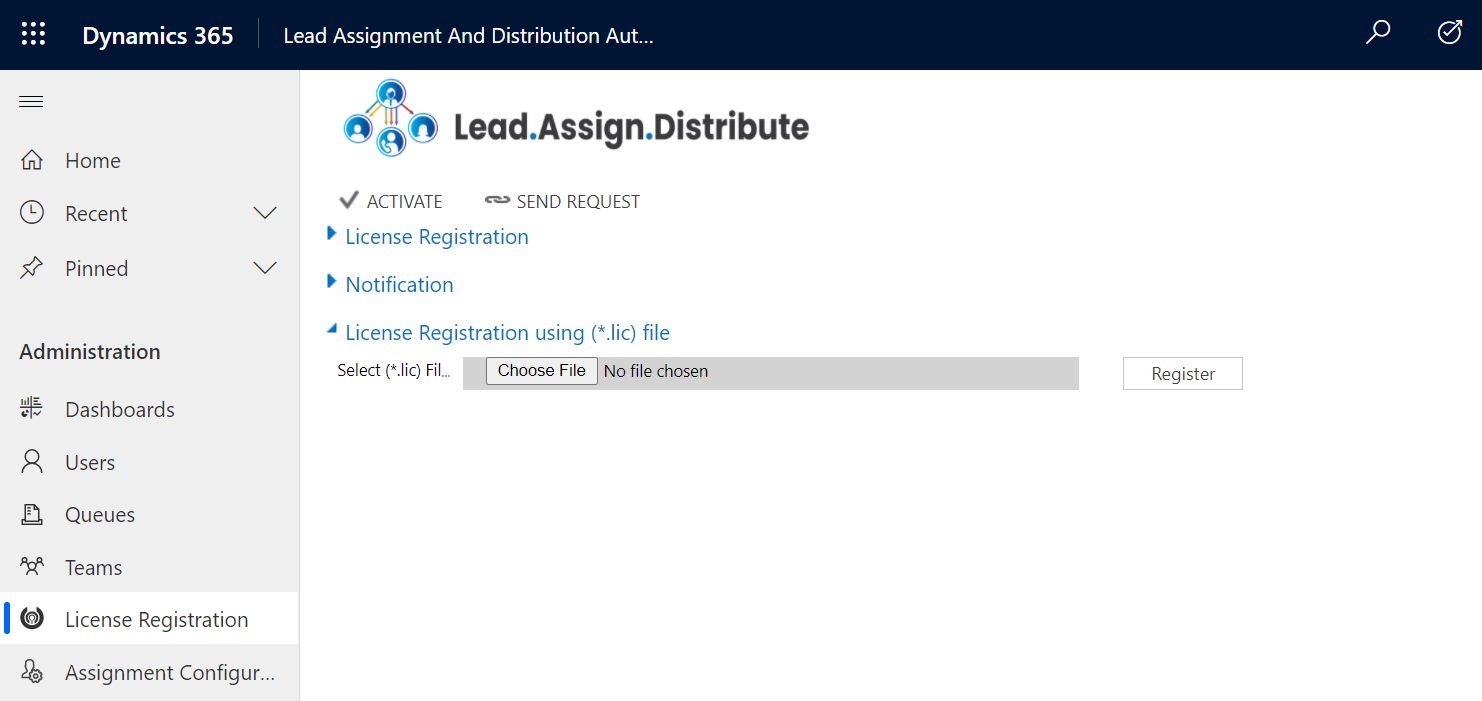 Dynamics 365
Lead Assignment And Distribution Aut...
Home
Recent
Pinned
Administration
Dashboards
Users
Queues
Teams
License Registration
Assignment Configur...
Lead.Assign.Distribute
ACTIVATE SEND REQUEST
License Registration
Notification
License Registration using (*.lic) file
Select (*.lic) Fil... Choose File No file chosen Register